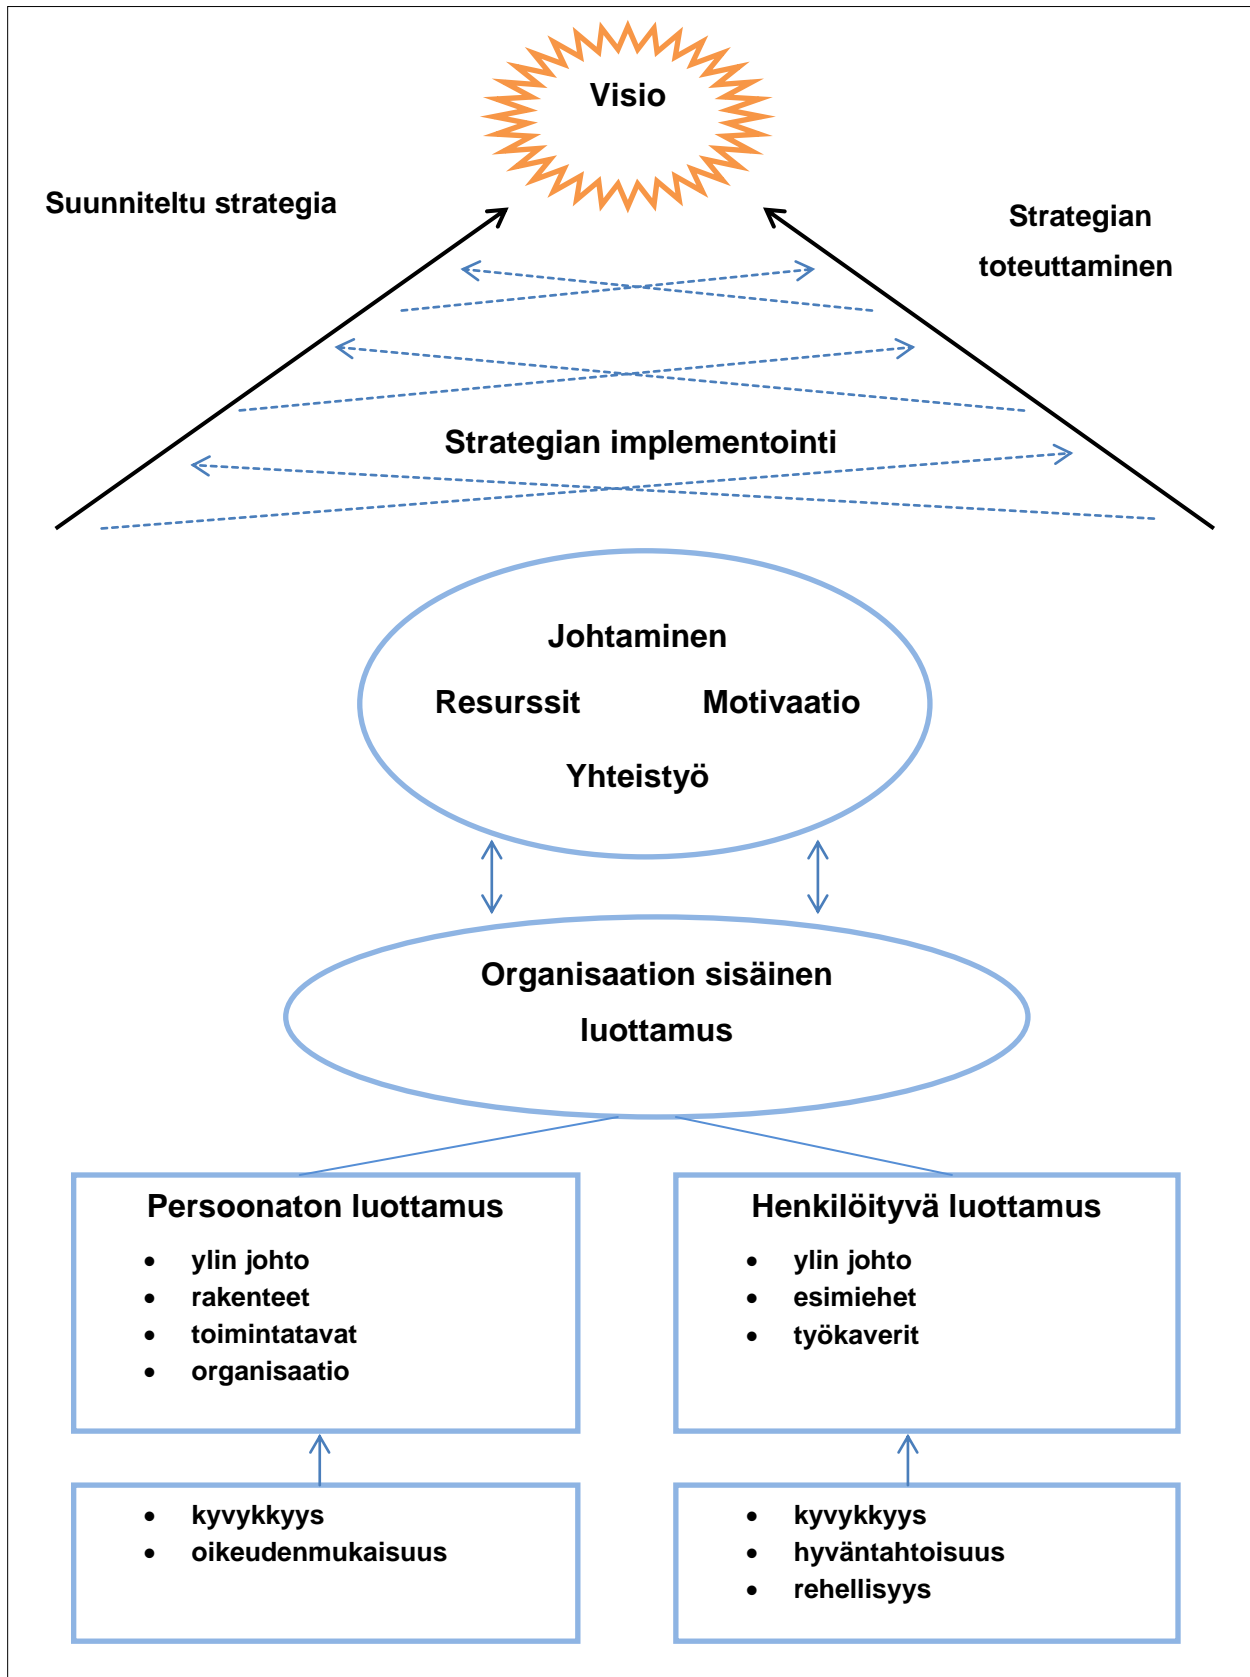 Visio
Suunniteltu strategia
Strategian
toteuttaminen
Strategian implementointi
Johtaminen
Resurssit Motivaatio
Yhteistyö
Organisaation sisäinen
luottamus
Persoonaton luottamus
• ylin johto
• rakenteet
• toimintatavat
• organisaatio
Henkilöityvä luottamus
• ylin johto
• esimiehet
• työkaverit
• kyvykkyys
• oikeudenmukaisuus
• kyvykkyys
• hyväntahtoisuus
• rehellisyys